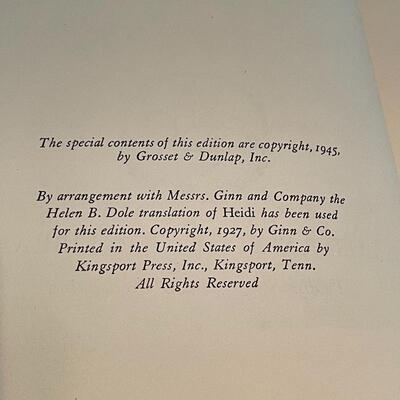 The special contents of this edition are copyright, 1945,
by Grosset & Dunlap, Inc.
By arrangement with Messrs. Ginn and Company the
Helen B. Dole translation of Heidi has been used
for this edition. Copyright, 1927, by Ginn & Co.
Printed in the United States of America by
Kingsport Press, Inc., Kingsport, Tenn.
All Rights Reserved